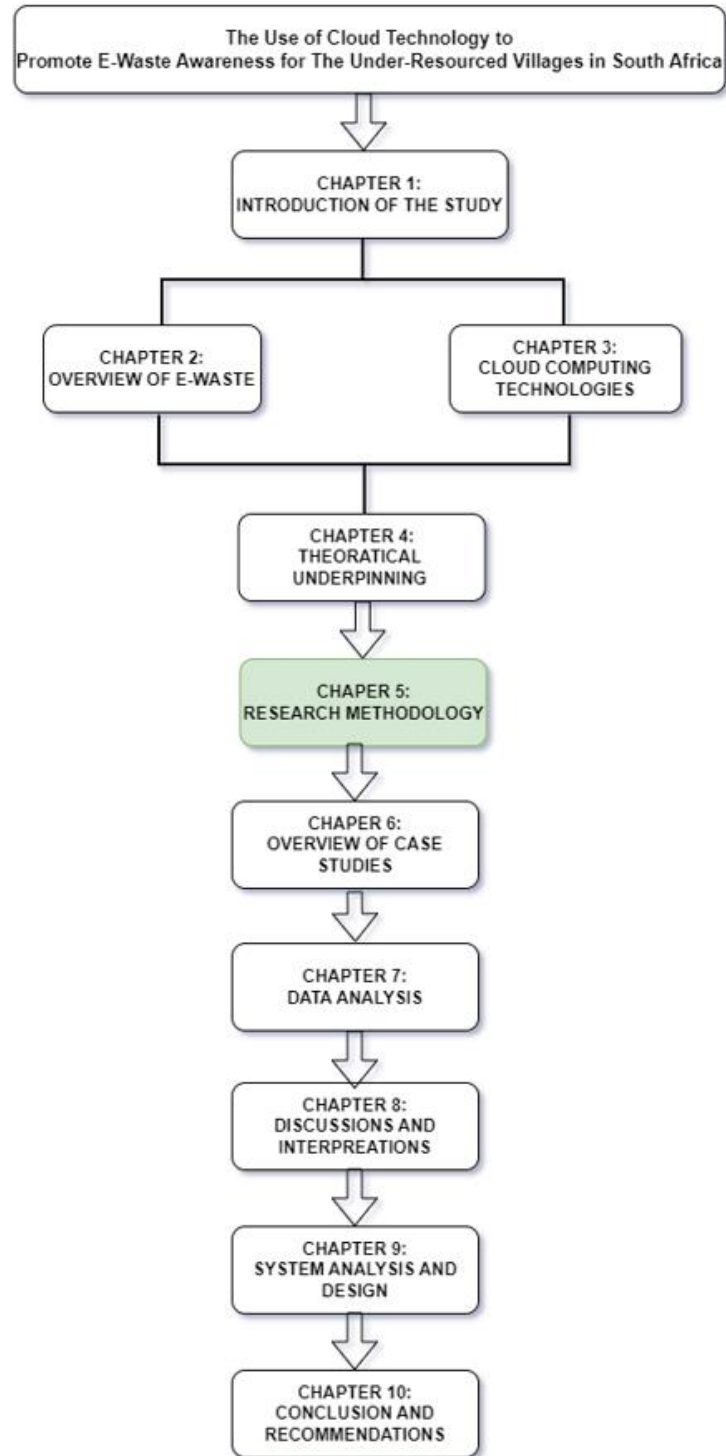 The Use of Cloud Technology to
Promote E-Waste Awareness for The Under-Resourced Villages in South Africa
CHAPTER 1:
INTRODUCTION OF THE STUDY
CHAPTER 2:
OVERVIEW OF E-WASTE
CHAPTER 3:
CLOUD COMPUTING
TECHNOLOGIES
CHAPTER 4:
THEORATICAL
UNDERPINNING
CHAPER 5:
RESEARCH METHODOLOGY
CHAPER 6:
OVERVIEW OF CASE
STUDIES
CHAPTER 7:
DATA ANALYSIS
CHAPTER 8:
DISCUSSIONS AND
INTERPREATIONS
CHAPTER 9:
SYSTEM ANALYSIS AND
DESIGN
CHAPTER 10:
CONCLUSION AND
RECOMMENDATIONS